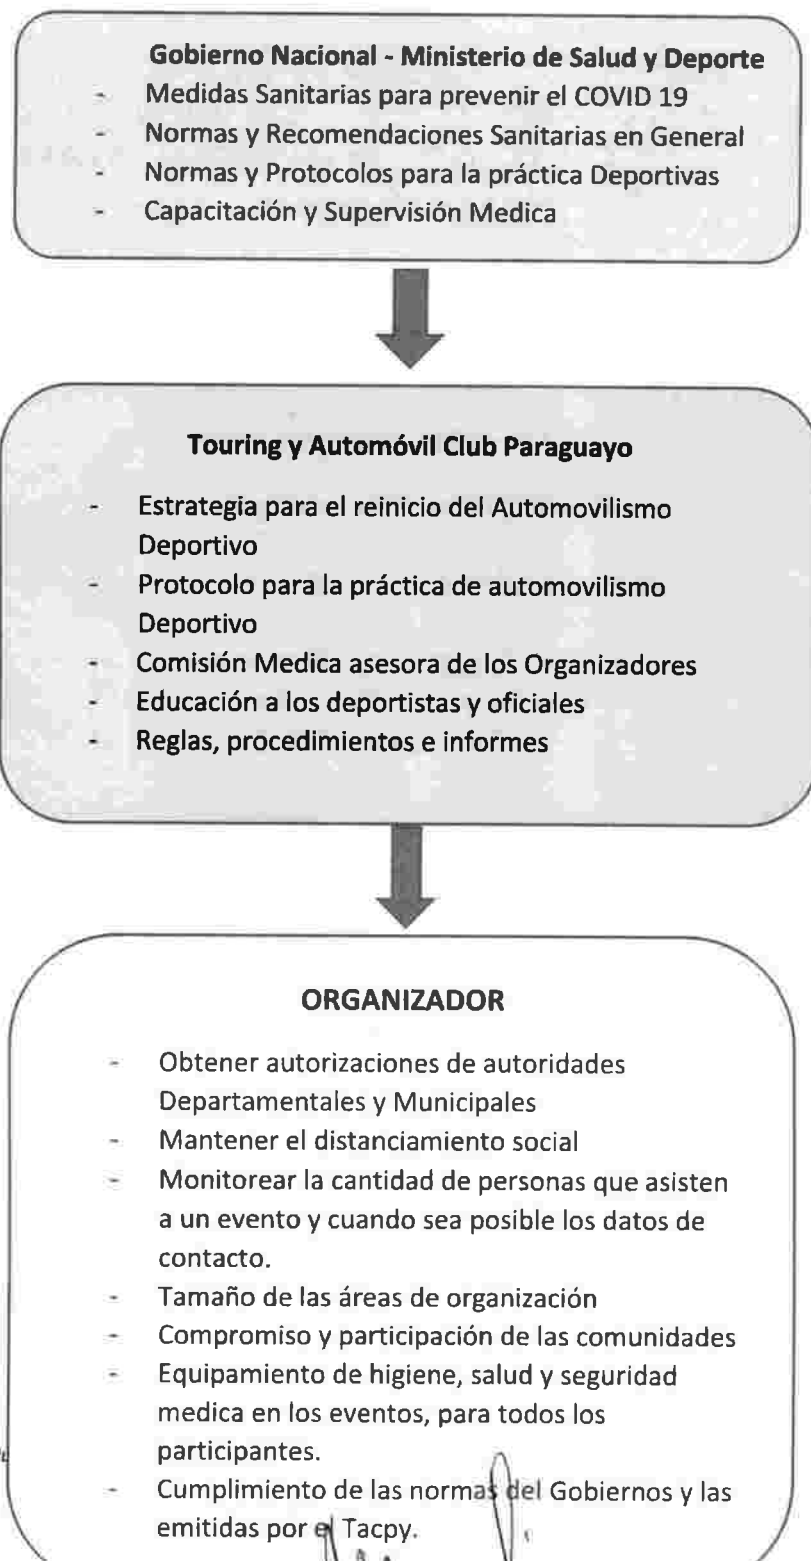 Gobierno Nacional - Ministerio de Salud y Deporte
- Medidas Sanitarias para prevenir el COVID 19
- Normas y Recomendaciones Sanitarias en General
- Normas y Protocolos para la práctica Deportivas
- Capacitación y Supervisión Medica
Touring y Automóvil Club Paraguayo
- Estrategia para el reinicio del Automovilismo
Deportivo
- Protocolo para la práctica de automovilismo
Deportivo
- Comisión Medica asesora de los Organizadores
- Educación a los deportistas y oficiales
- Reglas, procedimientos e informes
ORGANIZADOR
- Obtener autorizaciones de autoridades
Departamentales y Municipales
- Mantener el distanciamiento social
- Monitorear la cantidad de personas que asisten
a un evento y cuando sea posible los datos de
contacto.
- Tamaño de las áreas de organización
- Compromiso y participación de las comunidades
- Equipamiento de higiene, salud y seguridad
medica en los eventos, para todos los
participantes.
- Cumplimiento de las normas del Gobiernos y las
emitidas por el Tacpy.